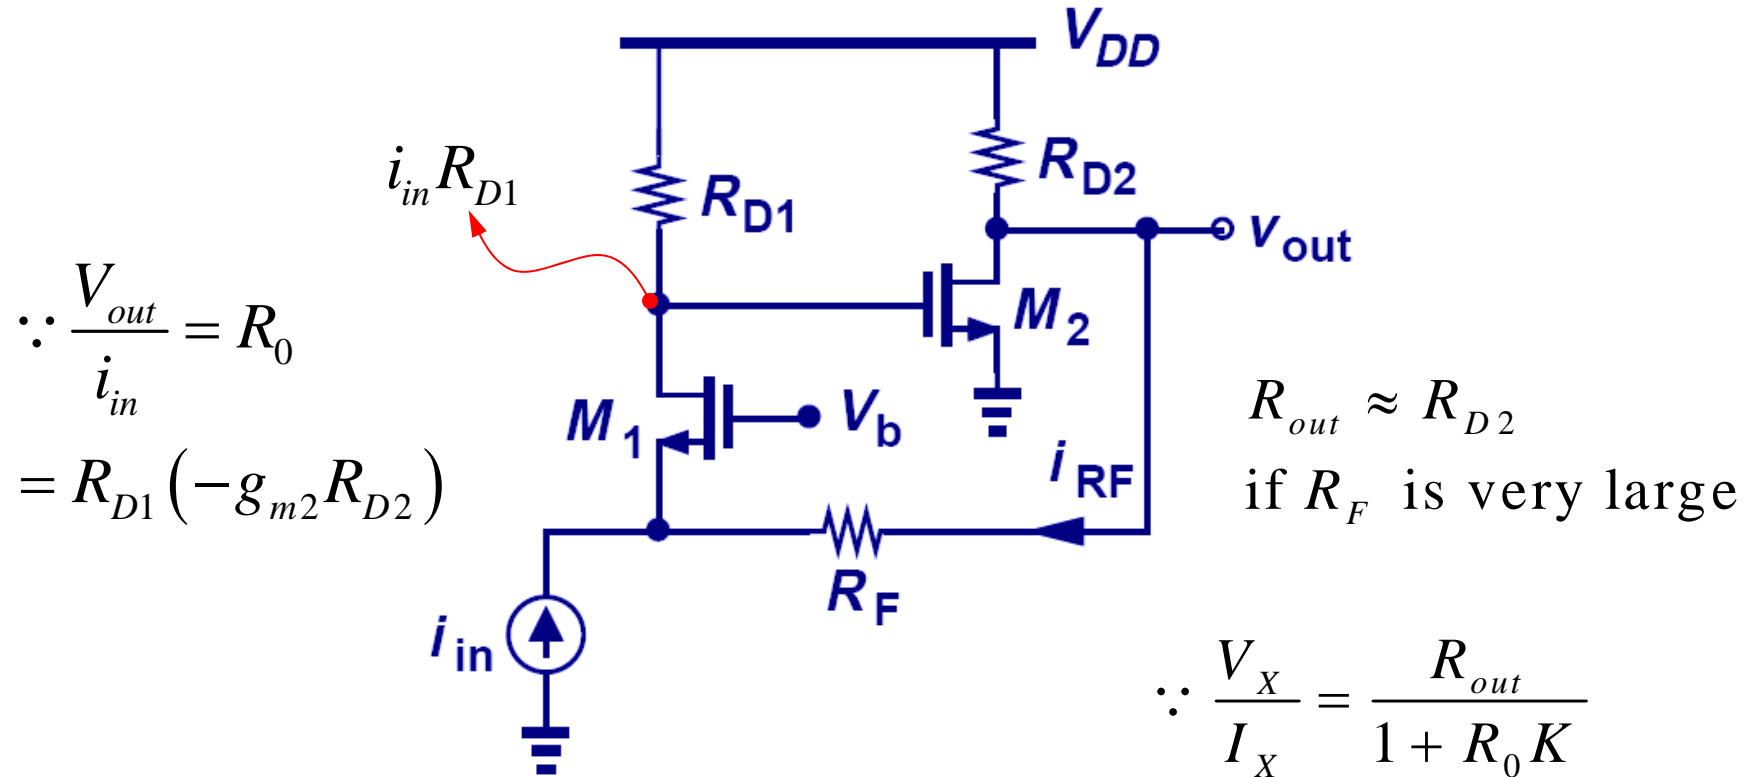 V_DD
i_in R_D1
R_D1
R_D2
v_out
∵ V_out / i_in = R_0
M_2
M_1
V_b
R_out ≈ R_D2
= R_D1 (−g_m2 R_D2)
i_RF
if R_F is very large
R_F
i_in
∵ V_X / I_X = R_out / (1 + R_0 K)